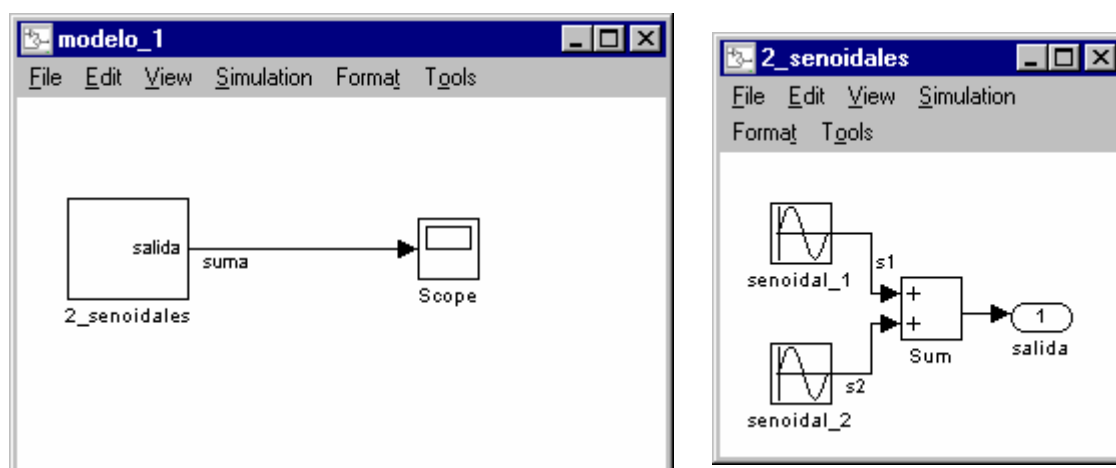 modelo_1
File Edit View Simulation Format Tools
salida
suma
2_senoidales
Scope
2_senoidales
File Edit View Simulation
Format Tools
senoidal_1
s1
+
+
Sum
1
salida
s2
senoidal_2